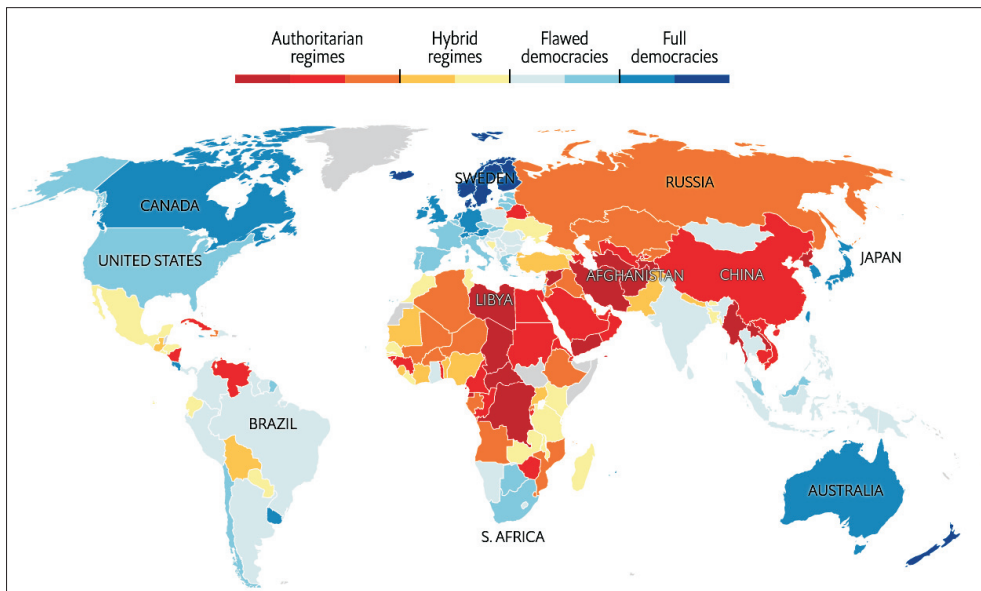 Authoritarian
regimes
Hybrid
regimes
Flawed
democracies
Full
democracies
SWEDEN
RUSSIA
CANADA
UNITED STATES
JAPAN
AFGHANISTAN
CHINA
LIBYA
BRAZIL
AUSTRALIA
S. AFRICA